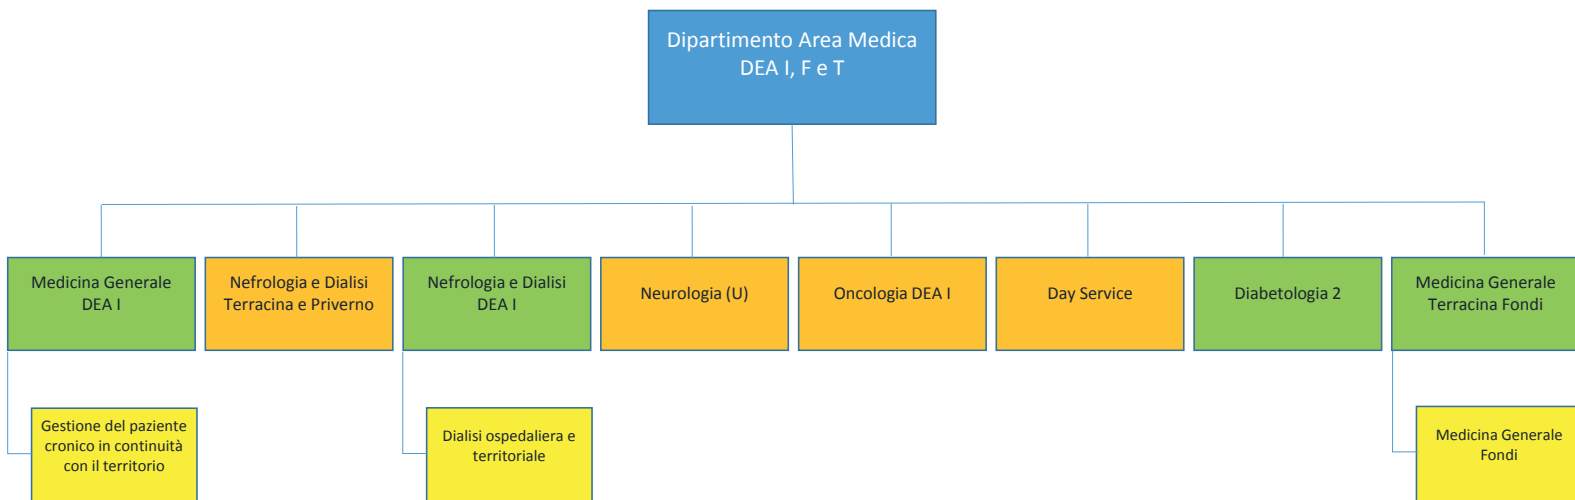 Dipartimento Area Medica
DEA I, F e T
Medicina Generale
DEA I
Nefrologia e Dialisi
Terracina e Priverno
Nefrologia e Dialisi
DEA I
Neurologia (U)
Oncologia DEA I
Day Service
Diabetologia 2
Medicina Generale
Terracina Fondi
Gestione del paziente
cronico in continuità
con il territorio
Dialisi ospedaliera e
territoriale
Medicina Generale
Fondi